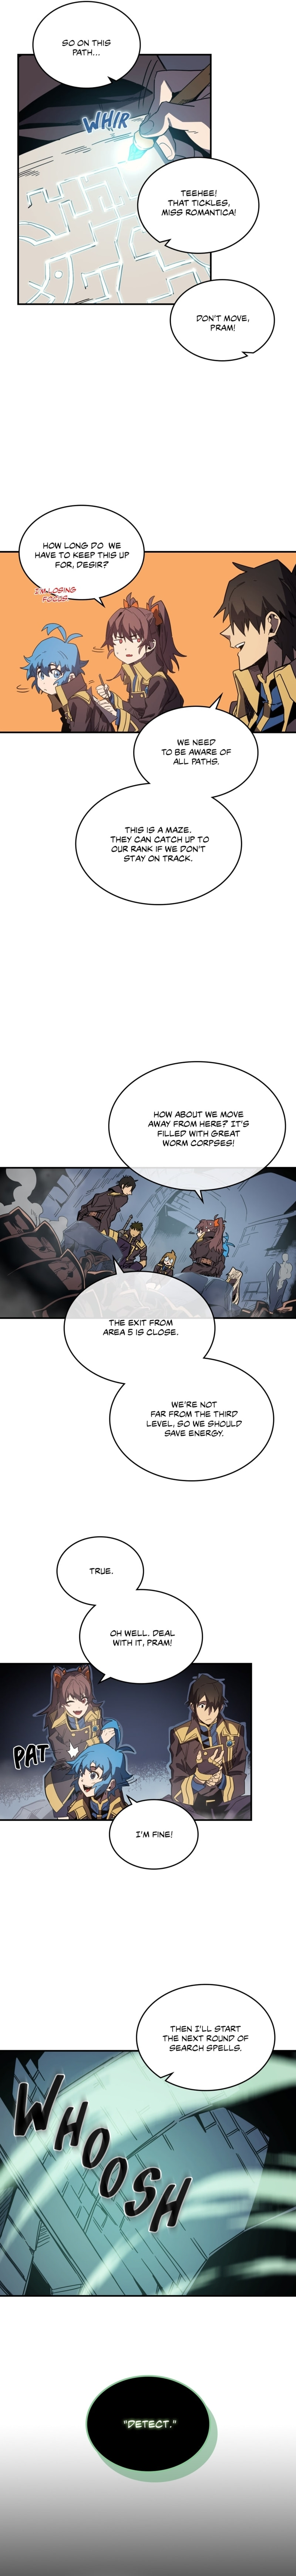 SO ON THIS
PATH...
WHIR
TEEHEE!
THAT TICKLES,
MISS ROMANTICA!
DON'T MOVE,
PRAM!
HOW LONG DO WE
HAVE TO KEEP THIS UP
FOR, DESIR?
I'M LOSING
FOCUS
WE NEED
TO BE AWARE OF
ALL PATHS.
THIS IS A MAZE.
THEY CAN CATCH UP TO
OUR RANK IF WE DON'T
STAY ON TRACK.
HOW ABOUT WE MOVE
AWAY FROM HERE? IT'S
FILLED WITH GREAT
WORM CORPSES!
THE EXIT FROM
AREA 5 IS CLOSE.
WE'RE NOT
FAR FROM THE THIRD
LEVEL, SO WE SHOULD
SAVE ENERGY.
TRUE.
OH WELL. DEAL
WITH IT, PRAM!
PAT
I'M FINE!
THEN I'LL START
THE NEXT ROUND OF
SEARCH SPELLS.
WHOOSH
"DETECT."